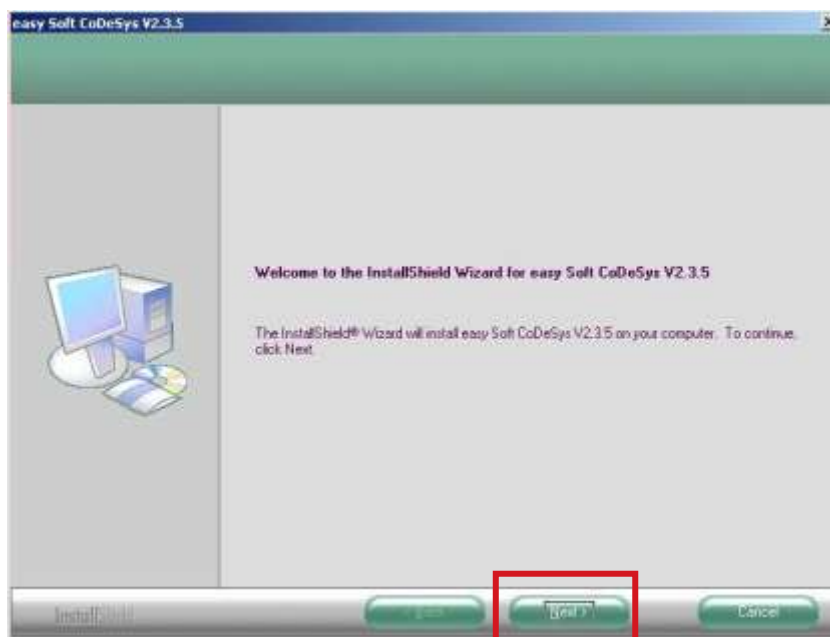 easy Soft CoDeSys V2.3.5
Welcome to the InstallShield Wizard for easy Soft CoDeSys V2.3.5
The InstallShield® Wizard will install easy Soft CoDeSys V2.3.5 on your computer. To continue,
click Next.
InstallShield
< Back
Next >
Cancel